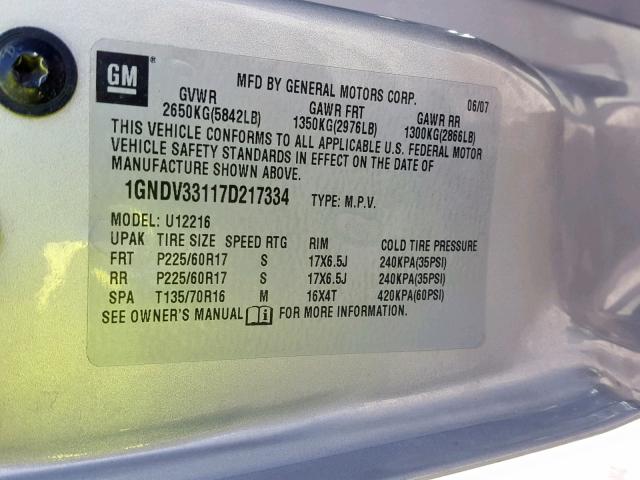 GM
MFD BY GENERAL MOTORS CORP. 06/07
GVWR GAWR FRT GAWR RR
2650KG(5842LB) 1350KG(2976LB) 1300KG(2866LB)
THIS VEHICLE CONFORMS TO ALL APPLICABLE U.S. FEDERAL MOTOR
VEHICLE SAFETY STANDARDS IN EFFECT ON THE DATE OF
MANUFACTURE SHOWN ABOVE.
1GNDV33117D217334 TYPE: M.P.V.
MODEL: U12216
UPAK TIRE SIZE SPEED RTG RIM COLD TIRE PRESSURE
FRT P225/60R17 S 17X6.5J 240KPA(35PSI)
RR P225/60R17 S 17X6.5J 240KPA(35PSI)
SPA T135/70R16 M 16X4T 420KPA(60PSI)
SEE OWNER'S MANUAL i FOR MORE INFORMATION.